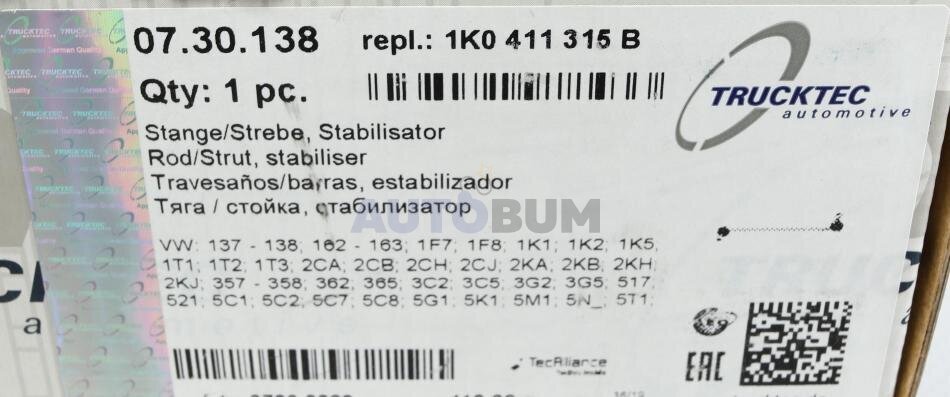 TRUCKTEC
07.30.138 repl.: 1K0 411 315 B
Qty: 1 pc.
TRUCKTEC
automotive
Stange/Strebe, Stabilisator
Rod/Strut, stabiliser
Travesaños/barras, estabilizador
Тяга / стойка, стабилизатор
AUTOBUM
VW: 137 - 138; 162 - 163; 1F7; 1F8; 1K1; 1K2; 1K5;
1T1; 1T2; 1T3; 2CA; 2CB; 2CH; 2CJ; 2KA; 2KB; 2KH;
2KJ; 357 - 358; 362; 365; 3C2; 3C5; 3G2; 3G5; 517;
521; 5C1; 5C2; 5C7; 5C8; 5G1; 5K1; 5M1; 5N_; 5T1;
TecAlliance
EAC